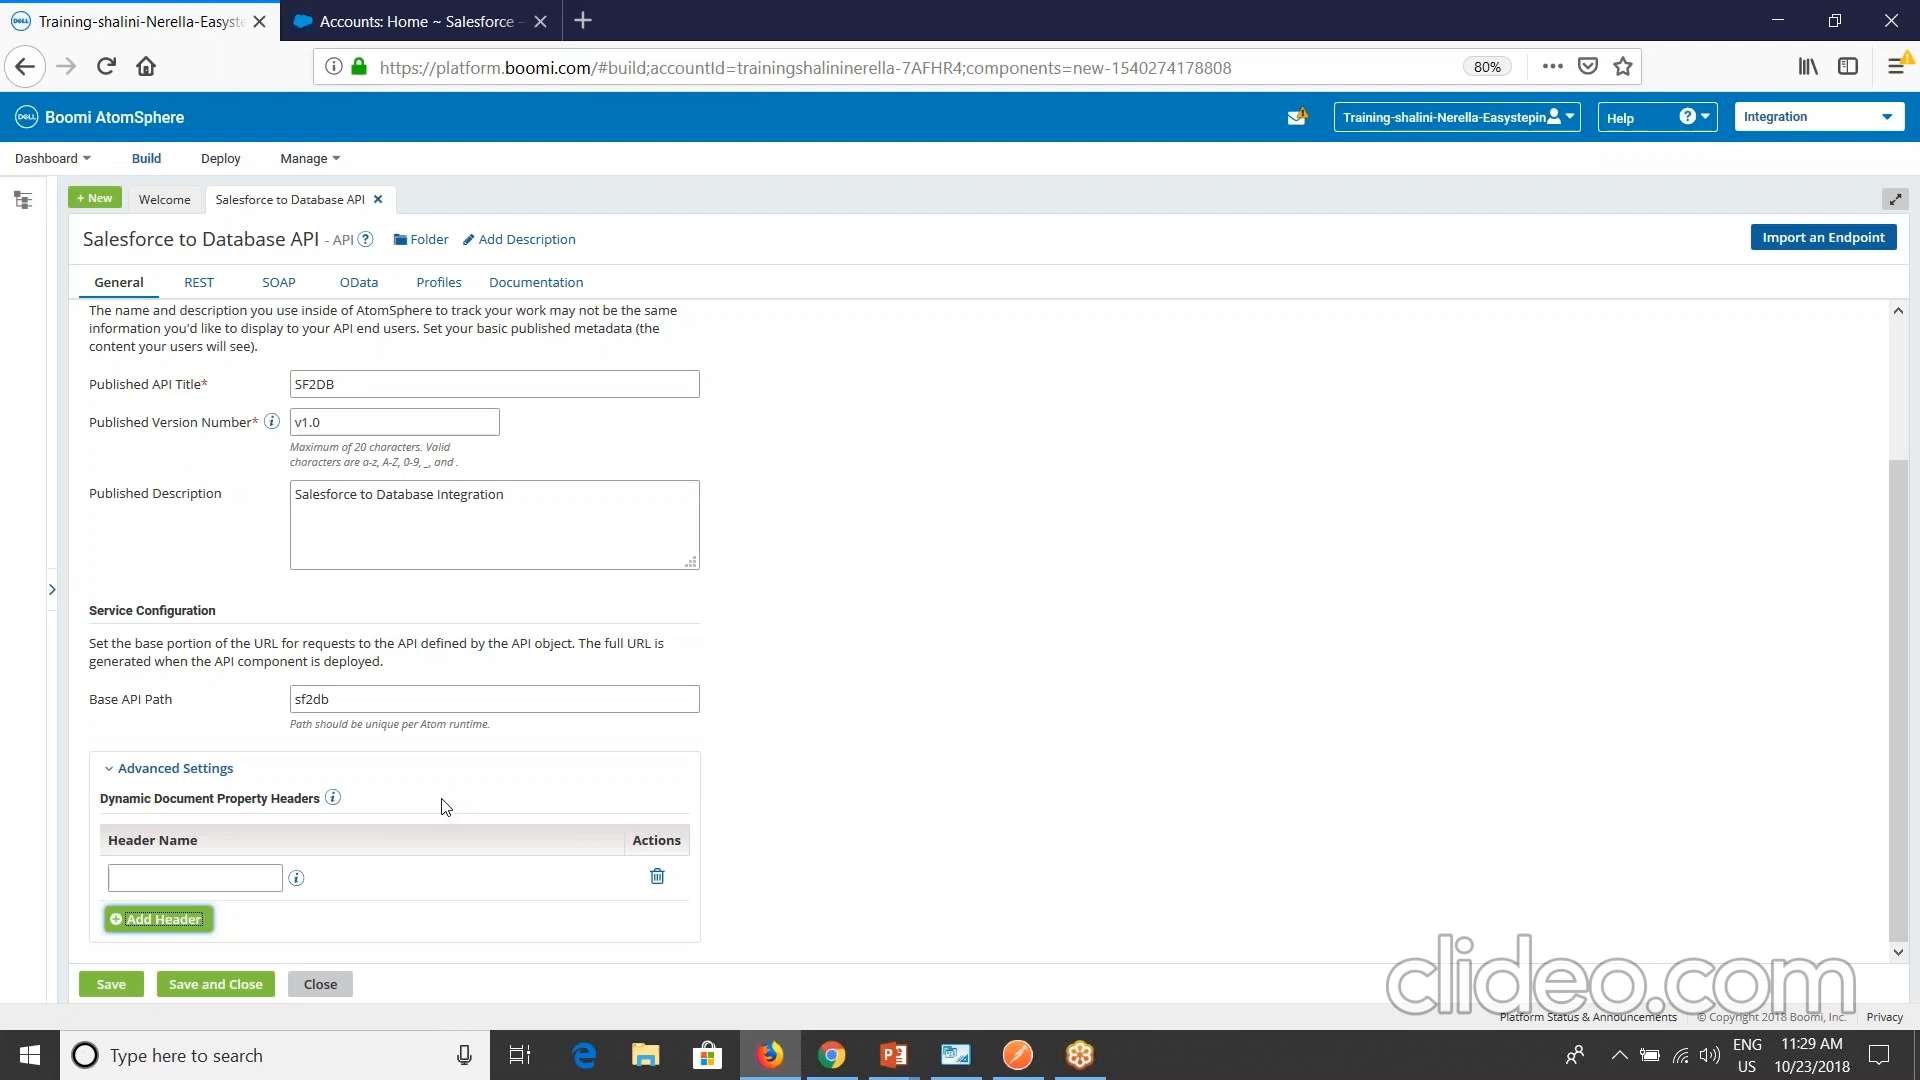 Training-shalini-Nerella-Easyste
Accounts: Home ~ Salesforce -
https://platform.boomi.com/#build;accountId=trainingshalininerella-7AFHR4;components=new-1540274178808
80%
DELL
Boomi AtomSphere
Training-shalini-Nerella-Easystepin
Help
Integration
Dashboard
Build
Deploy
Manage
+ New
Welcome
Salesforce to Database API
Salesforce to Database API - API
Folder
Add Description
Import an Endpoint
General
REST
SOAP
OData
Profiles
Documentation
The name and description you use inside of AtomSphere to track your work may not be the same
information you'd like to display to your API end users. Set your basic published metadata (the
content your users will see).
Published API Title*
SF2DB
Published Version Number*
v1.0
Maximum of 20 characters. Valid
characters are a-z, A-Z, 0-9, _, and .
Published Description
Salesforce to Database Integration
Service Configuration
Set the base portion of the URL for requests to the API defined by the API object. The full URL is
generated when the API component is deployed.
Base API Path
sf2db
Path should be unique per Atom runtime.
Advanced Settings
Dynamic Document Property Headers
Header Name
Actions
Add Header
Save
Save and Close
Close
clideo.com
Platform Status & Announcements
© Copyright 2018 Boomi, Inc.
Privacy
Type here to search
ENG
US
11:29 AM
10/23/2018